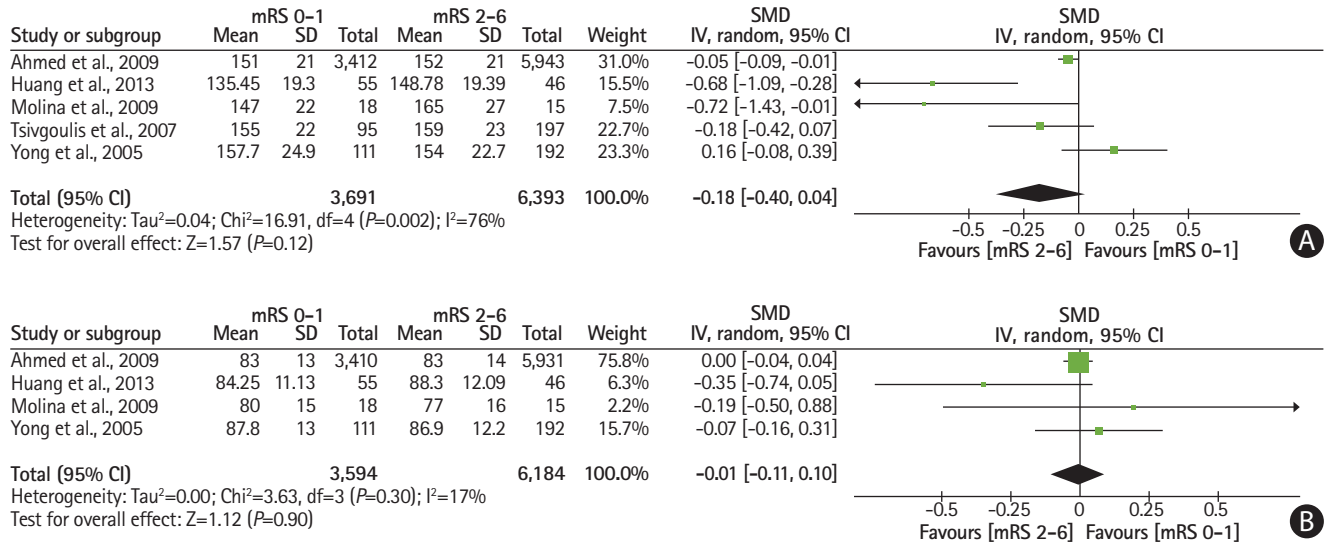 mRS 0–1 mRS 2–6 SMD SMD
Study or subgroup Mean SD Total Mean SD Total Weight IV, random, 95% CI IV, random, 95% CI
Ahmed et al., 2009 151 21 3,412 152 21 5,943 31.0% -0.05 [-0.09, -0.01]
Huang et al., 2013 135.45 19.3 55 148.78 19.39 46 15.5% -0.68 [-1.09, -0.28]
Molina et al., 2009 147 22 18 165 27 15 7.5% -0.72 [-1.43, -0.01]
Tsivgoulis et al., 2007 155 22 95 159 23 197 22.7% -0.18 [-0.42, 0.07]
Yong et al., 2005 157.7 24.9 111 154 22.7 192 23.3% 0.16 [-0.08, 0.39]
Total (95% CI) 3,691 6,393 100.0% -0.18 [-0.40, 0.04]
Heterogeneity: Tau²=0.04; Chi²=16.91, df=4 (P=0.002); I²=76%
Test for overall effect: Z=1.57 (P=0.12)
-0.5 -0.25 0 0.25 0.5
Favours [mRS 2–6] Favours [mRS 0–1]
A
mRS 0–1 mRS 2–6 SMD SMD
Study or subgroup Mean SD Total Mean SD Total Weight IV, random, 95% CI IV, random, 95% CI
Ahmed et al., 2009 83 13 3,410 83 14 5,931 75.8% 0.00 [-0.04, 0.04]
Huang et al., 2013 84.25 11.13 55 88.3 12.09 46 6.3% -0.35 [-0.74, 0.05]
Molina et al., 2009 80 15 18 77 16 15 2.2% -0.19 [-0.50, 0.88]
Yong et al., 2005 87.8 13 111 86.9 12.2 192 15.7% -0.07 [-0.16, 0.31]
Total (95% CI) 3,594 6,184 100.0% -0.01 [-0.11, 0.10]
Heterogeneity: Tau²=0.00; Chi²=3.63, df=3 (P=0.30); I²=17%
Test for overall effect: Z=1.12 (P=0.90)
-0.5 -0.25 0 0.25 0.5
Favours [mRS 2–6] Favours [mRS 0–1]
B